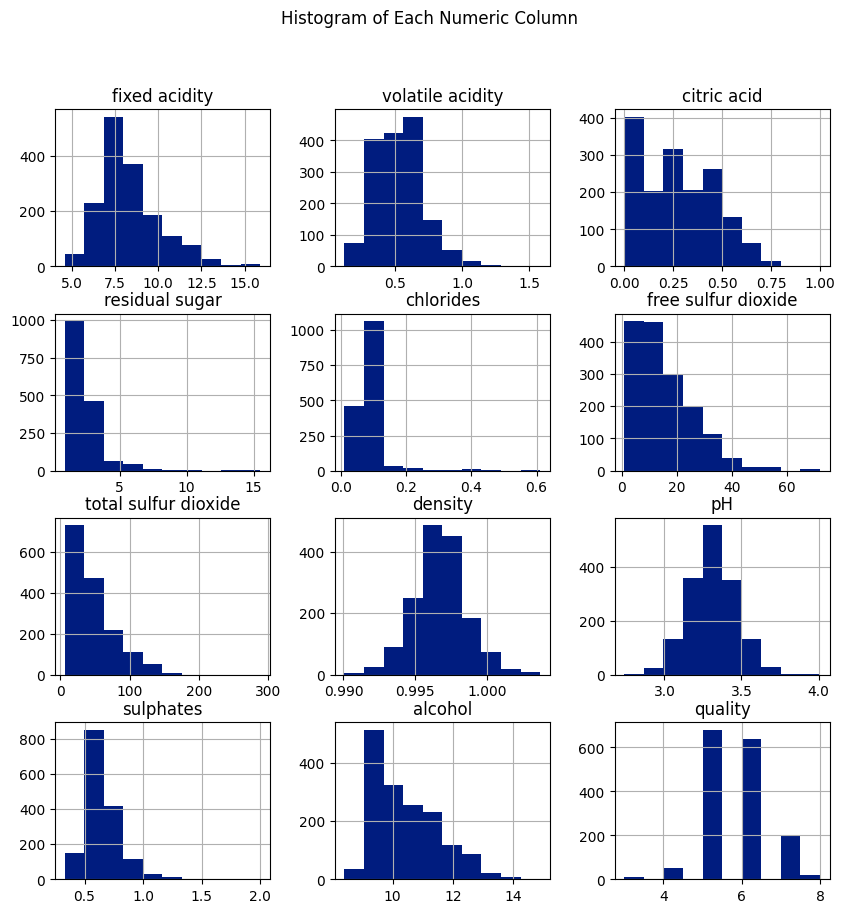 Histogram of Each Numeric Column
fixed acidity
400
200
0
5.0 7.5 10.0 12.5 15.0
volatile acidity
400
300
200
100
0
0.5 1.0 1.5
citric acid
400
300
200
100
0
0.00 0.25 0.50 0.75 1.00
residual sugar
1000
750
500
250
0
5 10 15
chlorides
1000
750
500
250
0
0.0 0.2 0.4 0.6
free sulfur dioxide
400
300
200
100
0
0 20 40 60
total sulfur dioxide
600
400
200
0
0 100 200 300
density
400
200
0
0.990 0.995 1.000
pH
400
200
0
3.0 3.5 4.0
sulphates
800
600
400
200
0
0.5 1.0 1.5 2.0
alcohol
400
200
0
10 12 14
quality
600
400
200
0
4 6 8